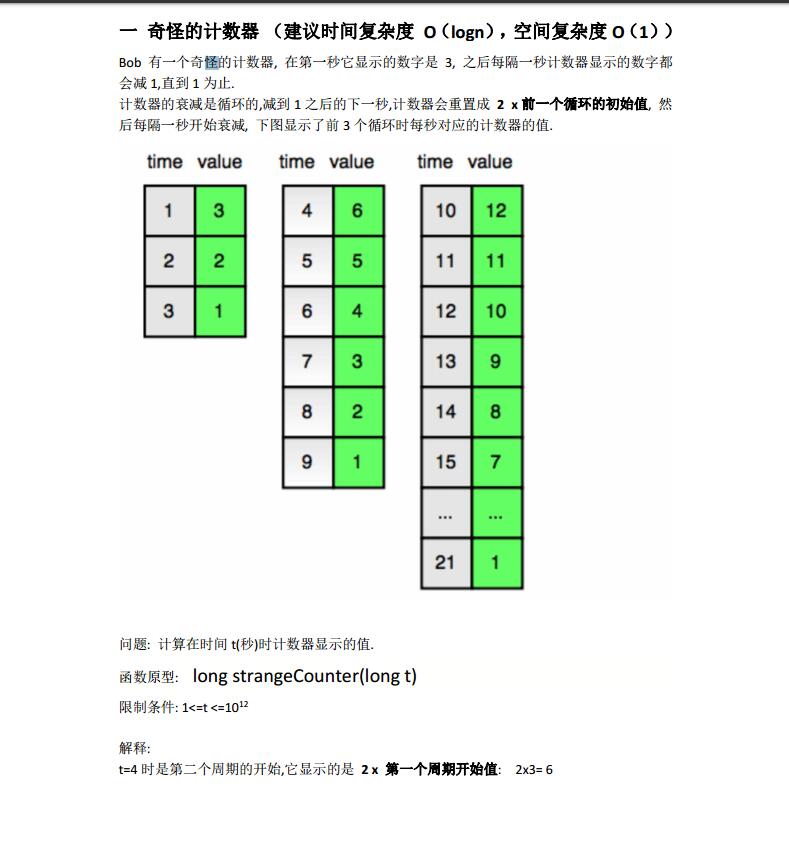 一 奇怪的计数器 (建议时间复杂度 O(logn), 空间复杂度 O(1))
Bob 有一个奇怪的计数器, 在第一秒它显示的数字是 3, 之后每隔一秒计数器显示的数字都
会减 1,直到 1 为止.
计数器的衰减是循环的,减到 1 之后的下一秒,计数器会重置成 2 x 前一个循环的初始值, 然
后每隔一秒开始衰减, 下图显示了前 3 个循环时每秒对应的计数器的值.
time value time value time value
1 3 4 6 10 12
2 2 5 5 11 11
3 1 6 4 12 10
7 3 13 9
8 2 14 8
9 1 15 7
... ...
21 1
问题: 计算在时间 t(秒)时计数器显示的值.
函数原型: long strangeCounter(long t)
限制条件: 1<=t <=10¹²
解释:
t=4 时是第二个周期的开始,它显示的是 2 x 第一个周期开始值: 2x3= 6